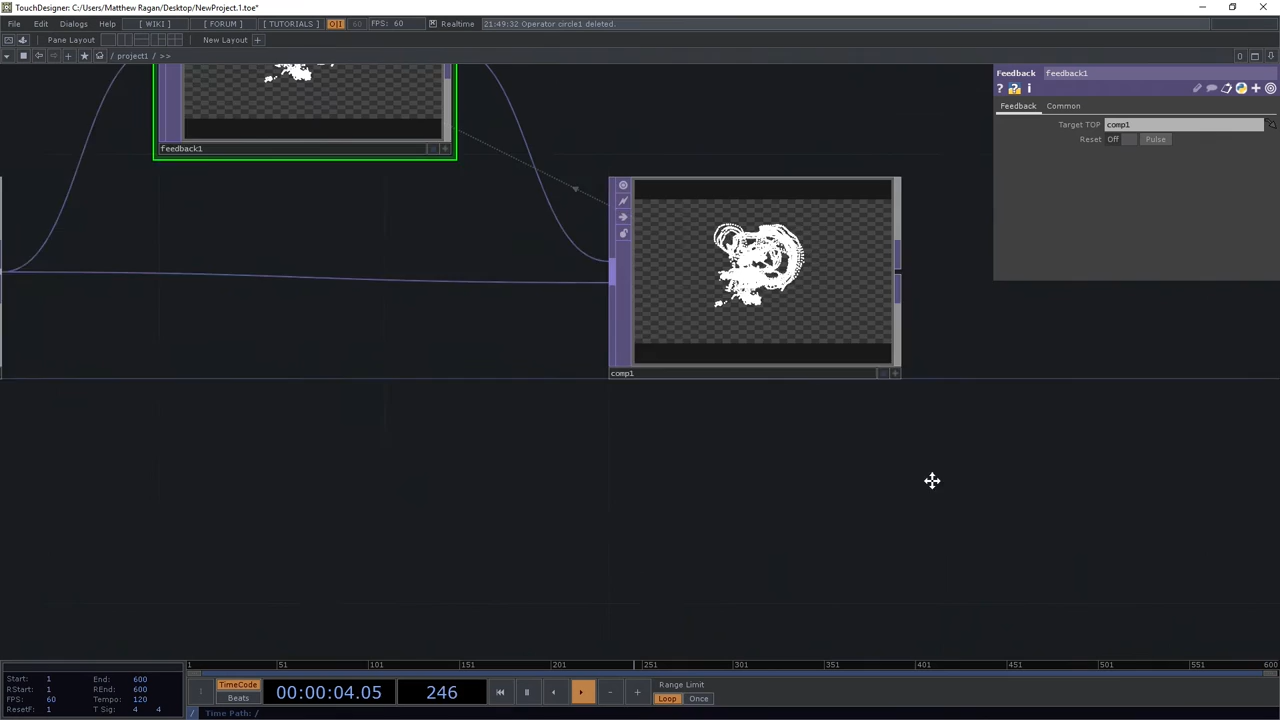 TouchDesigner: C:/Users/Matthew Ragan/Desktop/NewProject.1.toe*
File Edit Dialogs Help [ WIKI ] [ FORUM ] [ TUTORIALS ] O|I 60 FPS: 60 Realtime 21:49:32 Operator circle1 deleted.
Pane Layout New Layout +
/ project1 / >>
Feedback feedback1
Feedback Common
Target TOP comp1
Reset Off Pulse
feedback1
comp1
1 51 101 151 201 251 301 351 401 451 501 551 600
Start: 1 End: 600
RStart: 1 REnd: 600
FPS: 60 Tempo: 120
ResetF: 1 T Sig: 4 4
TimeCode
Beats
00:00:04.05 246
Range Limit
Loop Once
/ Time Path: /